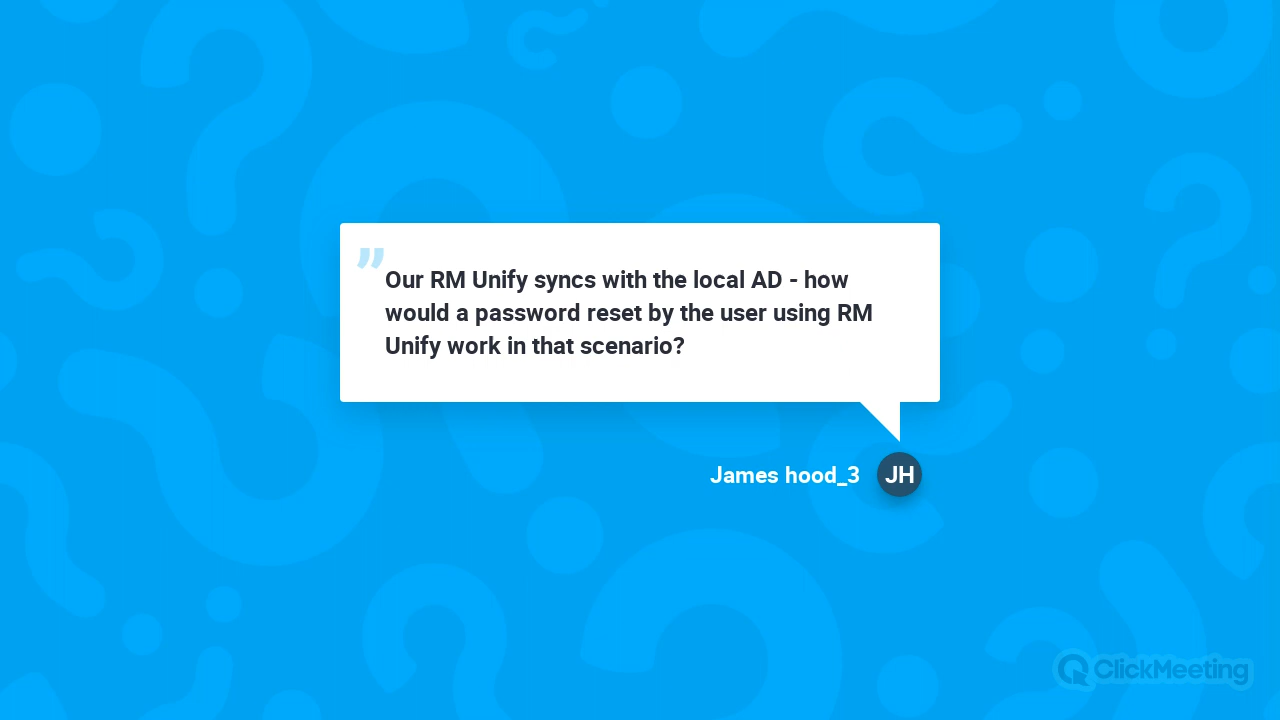 "
Our RM Unify syncs with the local AD - how
would a password reset by the user using RM
Unify work in that scenario?
James hood_3
JH
ClickMeeting